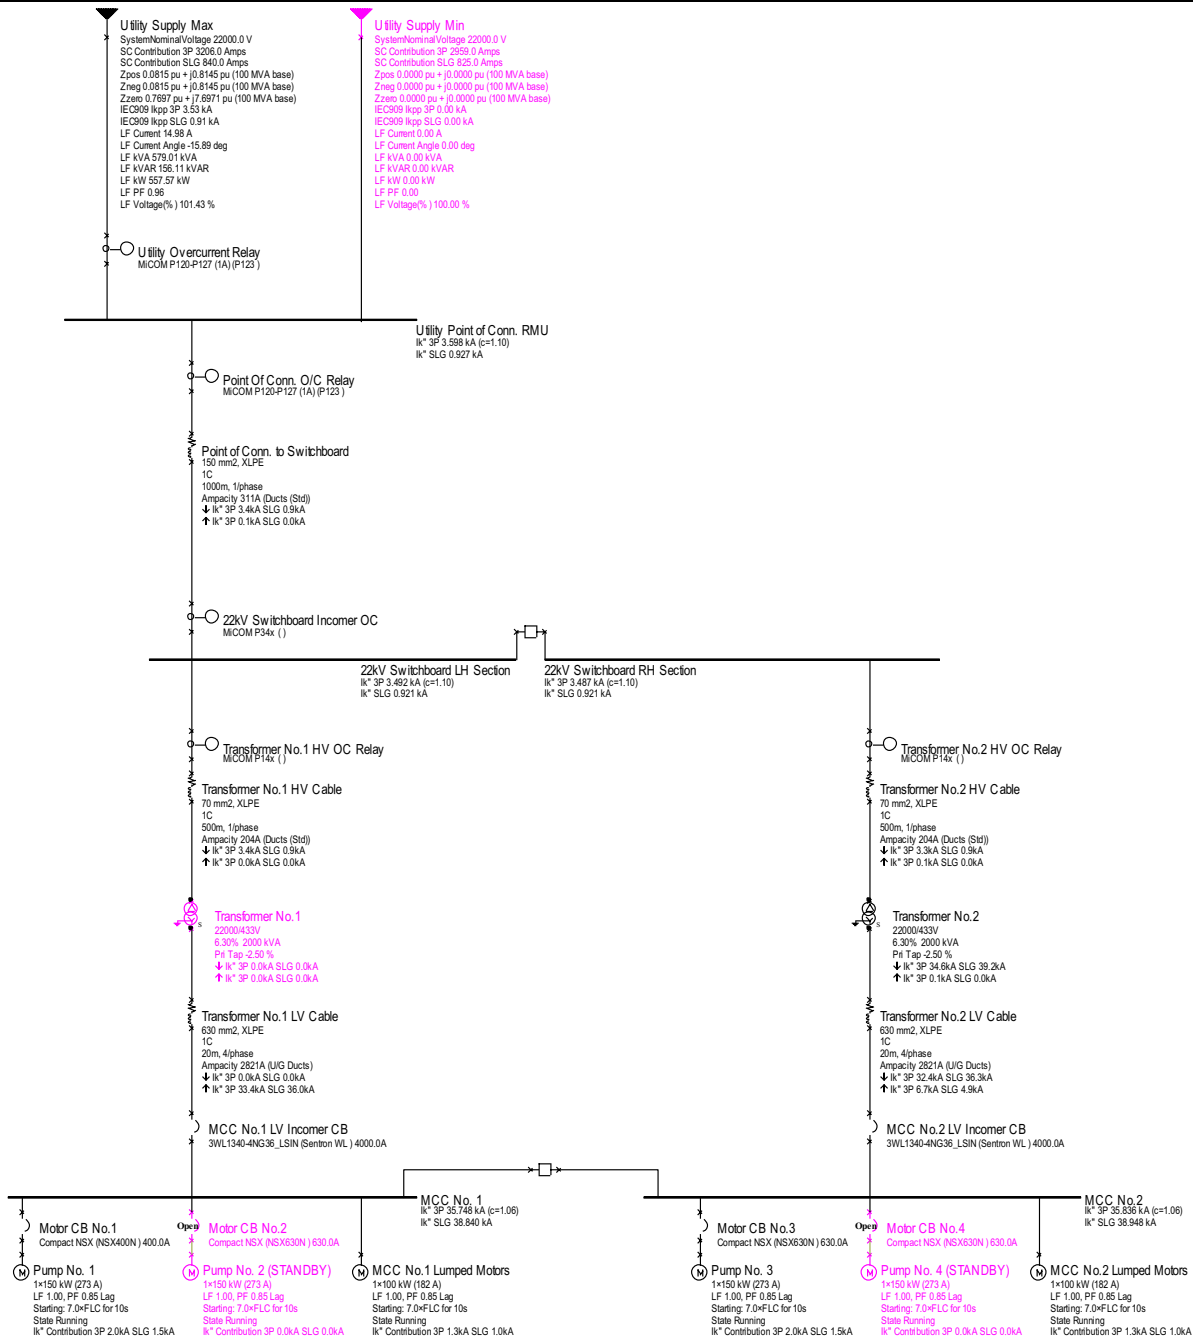 Utility Supply Max
SystemNominalVoltage 22000.0 V
SC Contribution 3P 3206.0 Amps
SC Contribution SLG 840.0 Amps
Zpos 0.0815 pu + j0.8145 pu (100 MVA base)
Zneg 0.0815 pu + j0.8145 pu (100 MVA base)
Zzero 0.7697 pu + j7.6971 pu (100 MVA base)
IEC909 Ikpp 3P 3.53 kA
IEC909 Ikpp SLG 0.91 kA
LF Current 14.98 A
LF Current Angle -15.89 deg
LF kVA 579.01 kVA
LF kVAR 156.11 kVAR
LF kW 557.57 kW
LF PF 0.96
LF Voltage(%) 101.43 %
Utility Supply Min
SystemNominalVoltage 22000.0 V
SC Contribution 3P 2959.0 Amps
SC Contribution SLG 825.0 Amps
Zpos 0.0000 pu + j0.0000 pu (100 MVA base)
Zneg 0.0000 pu + j0.0000 pu (100 MVA base)
Zzero 0.0000 pu + j0.0000 pu (100 MVA base)
IEC909 Ikpp 3P 0.00 kA
IEC909 Ikpp SLG 0.00 kA
LF Current 0.00 A
LF Current Angle 0.00 deg
LF kVA 0.00 kVA
LF kVAR 0.00 kVAR
LF kW 0.00 kW
LF PF 0.00
LF Voltage(%) 100.00 %
Utility Overcurrent Relay
MiCOM P120-P127 (1A) (P123 )
Utility Point of Conn. RMU
Ik" 3P 3.598 kA (c=1.10)
Ik" SLG 0.927 kA
Point Of Conn. O/C Relay
MiCOM P120-P127 (1A) (P123 )
Point of Conn. to Switchboard
150 mm2, XLPE
1C
1000m, 1/phase
Ampacity 311A (Ducts (Std))
↓ Ik" 3P 3.4kA SLG 0.9kA
↑ Ik" 3P 0.1kA SLG 0.0kA
22kV Switchboard Incomer OC
MiCOM P34x ( )
22kV Switchboard LH Section
Ik" 3P 3.492 kA (c=1.10)
Ik" SLG 0.921 kA
22kV Switchboard RH Section
Ik" 3P 3.487 kA (c=1.10)
Ik" SLG 0.921 kA
Transformer No.1 HV OC Relay
MiCOM P14x ( )
Transformer No.2 HV OC Relay
MiCOM P14x ( )
Transformer No.1 HV Cable
70 mm2, XLPE
1C
500m, 1/phase
Ampacity 204A (Ducts (Std))
↓ Ik" 3P 3.4kA SLG 0.9kA
↑ Ik" 3P 0.0kA SLG 0.0kA
Transformer No.2 HV Cable
70 mm2, XLPE
1C
500m, 1/phase
Ampacity 204A (Ducts (Std))
↓ Ik" 3P 3.3kA SLG 0.9kA
↑ Ik" 3P 0.1kA SLG 0.0kA
S
Transformer No.1
22000/433V
6.30% 2000 kVA
Pri Tap -2.50 %
↓ Ik" 3P 0.0kA SLG 0.0kA
↑ Ik" 3P 0.0kA SLG 0.0kA
S
Transformer No.2
22000/433V
6.30% 2000 kVA
Pri Tap -2.50 %
↓ Ik" 3P 34.6kA SLG 39.2kA
↑ Ik" 3P 0.1kA SLG 0.0kA
Transformer No.1 LV Cable
630 mm2, XLPE
1C
20m, 4/phase
Ampacity 2821A (U/G Ducts)
↓ Ik" 3P 0.0kA SLG 0.0kA
↑ Ik" 3P 33.4kA SLG 36.0kA
Transformer No.2 LV Cable
630 mm2, XLPE
1C
20m, 4/phase
Ampacity 2821A (U/G Ducts)
↓ Ik" 3P 32.4kA SLG 36.3kA
↑ Ik" 3P 6.7kA SLG 4.9kA
MCC No.1 LV Incomer CB
3WL1340-4NG36_LSIN (Sentron WL ) 4000.0A
MCC No.2 LV Incomer CB
3WL1340-4NG36_LSIN (Sentron WL ) 4000.0A
MCC No. 1
Ik" 3P 35.748 kA (c=1.06)
Ik" SLG 38.840 kA
MCC No.2
Ik" 3P 35.836 kA (c=1.06)
Ik" SLG 38.948 kA
Motor CB No.1
Compact NSX (NSX400N ) 400.0A
Open
Motor CB No.2
Compact NSX (NSX630N ) 630.0A
Motor CB No.3
Compact NSX (NSX630N ) 630.0A
Open
Motor CB No.4
Compact NSX (NSX630N ) 630.0A
M
Pump No. 1
1×150 kW (273 A)
LF 1.00, PF 0.85 Lag
Starting: 7.0×FLC for 10s
State Running
Ik" Contribution 3P 2.0kA SLG 1.5kA
M
Pump No. 2 (STANDBY)
1×150 kW (273 A)
LF 1.00, PF 0.85 Lag
Starting: 7.0×FLC for 10s
State Running
Ik" Contribution 3P 0.0kA SLG 0.0kA
M
MCC No.1 Lumped Motors
1×100 kW (182 A)
LF 1.00, PF 0.85 Lag
Starting: 7.0×FLC for 10s
State Running
Ik" Contribution 3P 1.3kA SLG 1.0kA
M
Pump No. 3
1×150 kW (273 A)
LF 1.00, PF 0.85 Lag
Starting: 7.0×FLC for 10s
State Running
Ik" Contribution 3P 2.0kA SLG 1.5kA
M
Pump No. 4 (STANDBY)
1×150 kW (273 A)
LF 1.00, PF 0.85 Lag
Starting: 7.0×FLC for 10s
State Running
Ik" Contribution 3P 0.0kA SLG 0.0kA
M
MCC No.2 Lumped Motors
1×100 kW (182 A)
LF 1.00, PF 0.85 Lag
Starting: 7.0×FLC for 10s
State Running
Ik" Contribution 3P 1.3kA SLG 1.0kA